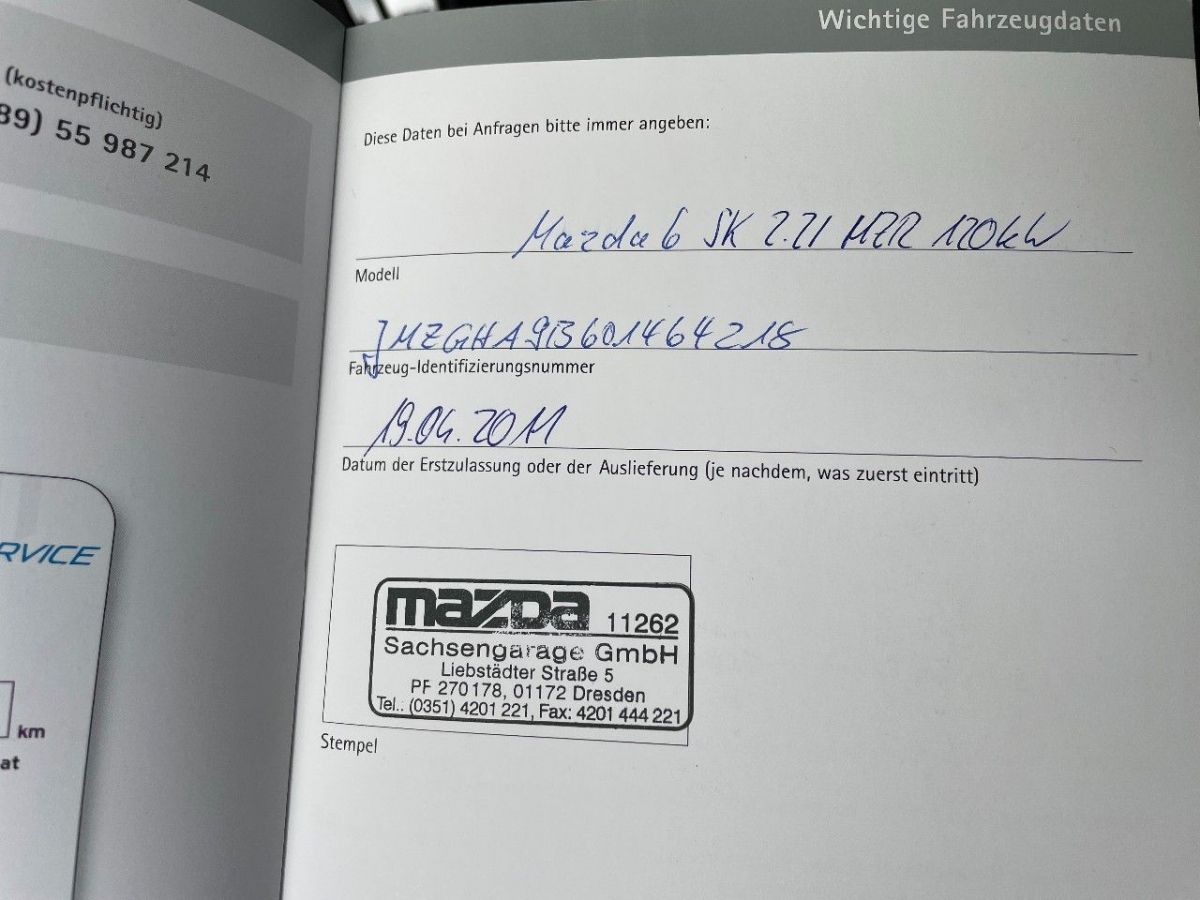 (kostenpflichtig)
89) 55 987 214
RVICE
km
at
Wichtige Fahrzeugdaten
Diese Daten bei Anfragen bitte immer angeben:
Mazda 6 SK 2.2l MZR 120kW
Modell
JMZGHA9B601464218
Fahrzeug-Identifizierungsnummer
19.04.2011
Datum der Erstzulassung oder der Auslieferung (je nachdem, was zuerst eintritt)
mazda 11262
Sachsengarage GmbH
Liebstädter Straße 5
PF 270178, 01172 Dresden
Tel.: (0351) 4201 221, Fax: 4201 444 221
Stempel